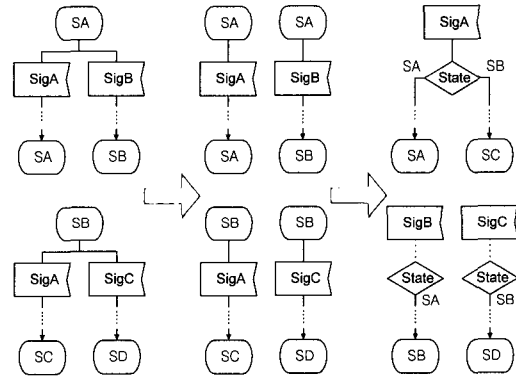 SA SA SA SigA
SigA SigB SigA SigB SA State SB
SA SB SA SB SA SC
SB SB SB SigB SigC
SigA SigC SigA SigC State State
SA SB
SC SD SC SD SB SD